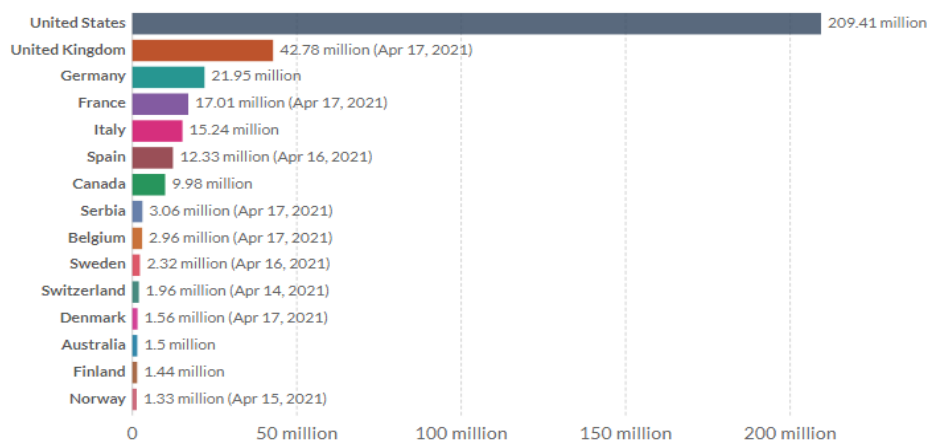 United States 209.41 million
United Kingdom 42.78 million (Apr 17, 2021)
Germany 21.95 million
France 17.01 million (Apr 17, 2021)
Italy 15.24 million
Spain 12.33 million (Apr 16, 2021)
Canada 9.98 million
Serbia 3.06 million (Apr 17, 2021)
Belgium 2.96 million (Apr 17, 2021)
Sweden 2.32 million (Apr 16, 2021)
Switzerland 1.96 million (Apr 14, 2021)
Denmark 1.56 million (Apr 17, 2021)
Australia 1.5 million
Finland 1.44 million
Norway 1.33 million (Apr 15, 2021)
0 50 million 100 million 150 million 200 million